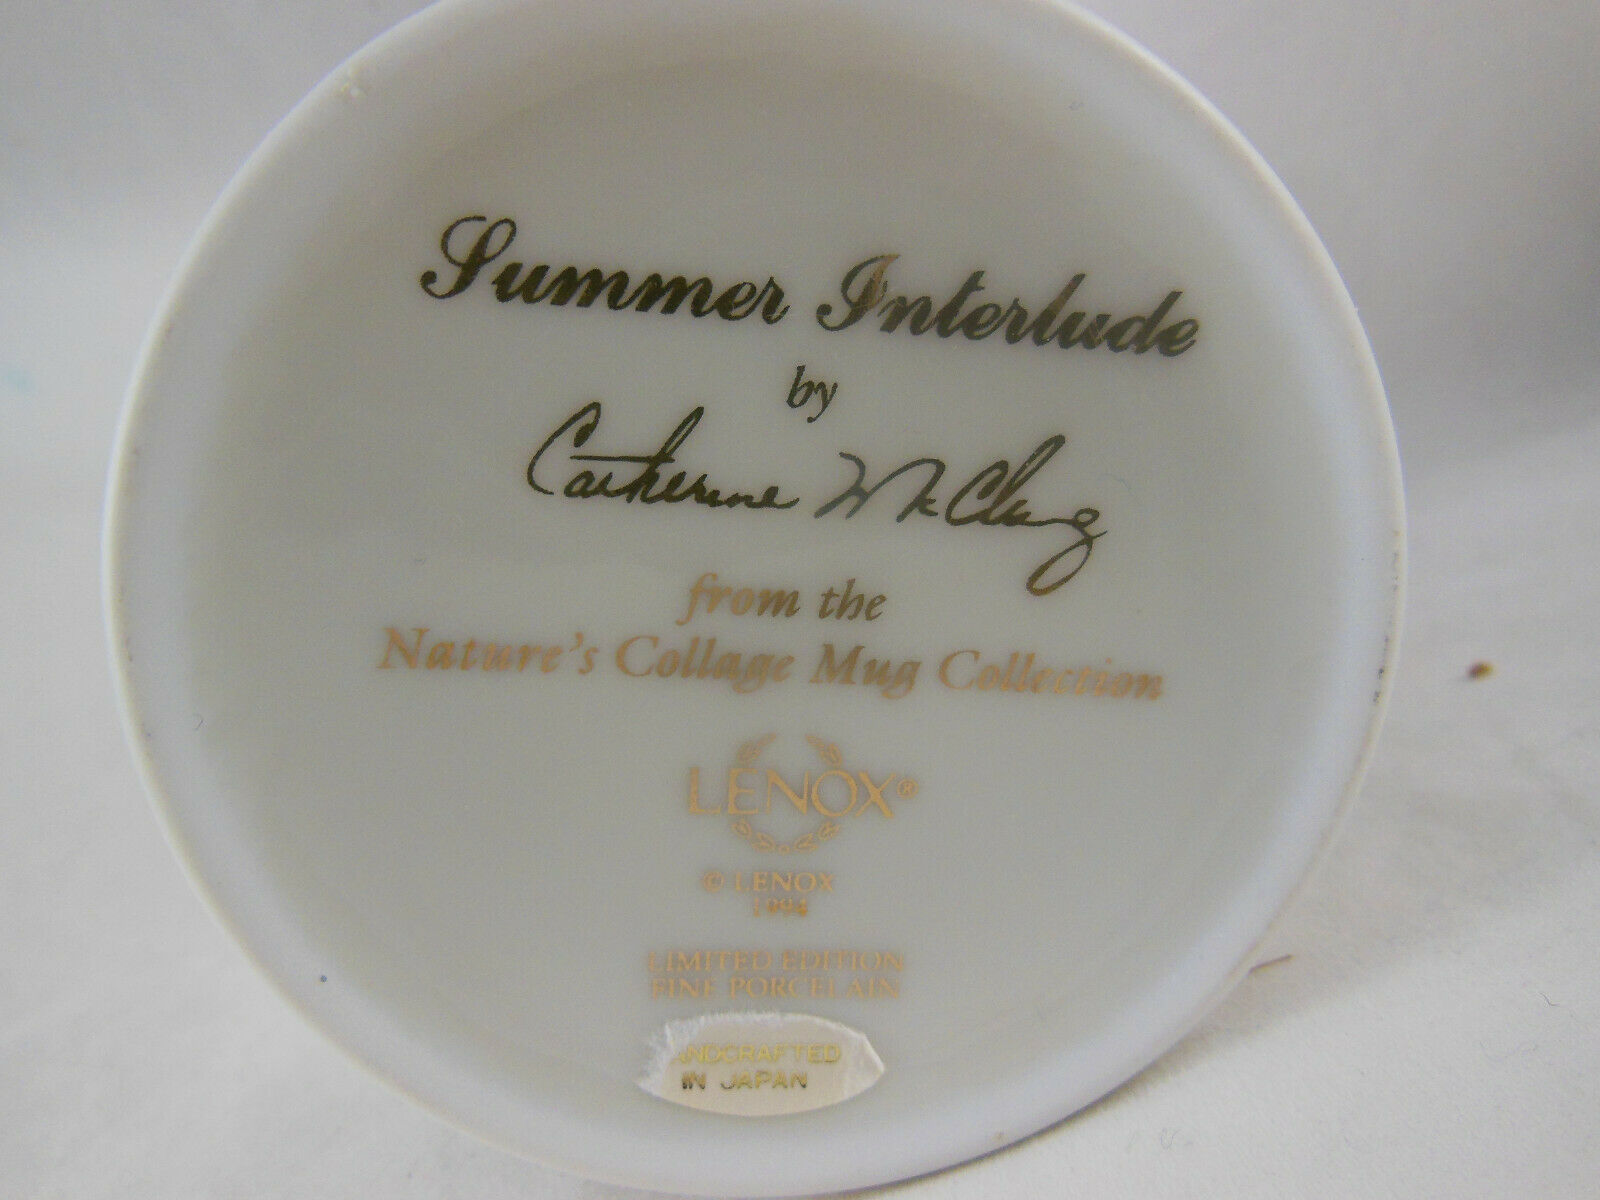 Summer Interlude
by
Catherine McClung
from the
Nature's Collage Mug Collection
LENOX®
© LENOX
1994
LIMITED EDITION
FINE PORCELAIN
ANDCRAFTED
IN JAPAN